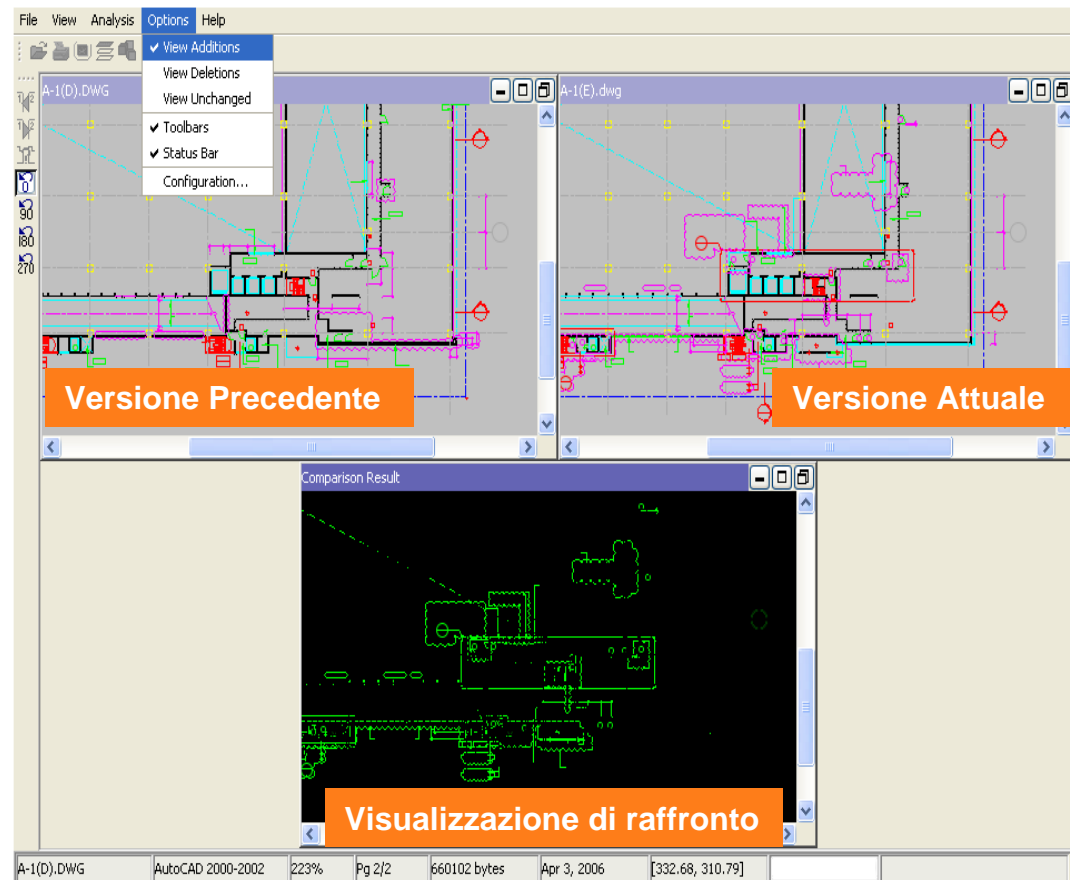 File View Analysis Options Help
View Additions
View Deletions
View Unchanged
Toolbars
Status Bar
Configuration...
0
90
180
270
A-1(D).DWG
A-1(E).dwg
Versione Precedente
Versione Attuale
Comparison Result
Visualizzazione di raffronto
A-1(D).DWG AutoCAD 2000-2002 223% Pg 2/2 660102 bytes Apr 3, 2006 [332.68, 310.79]